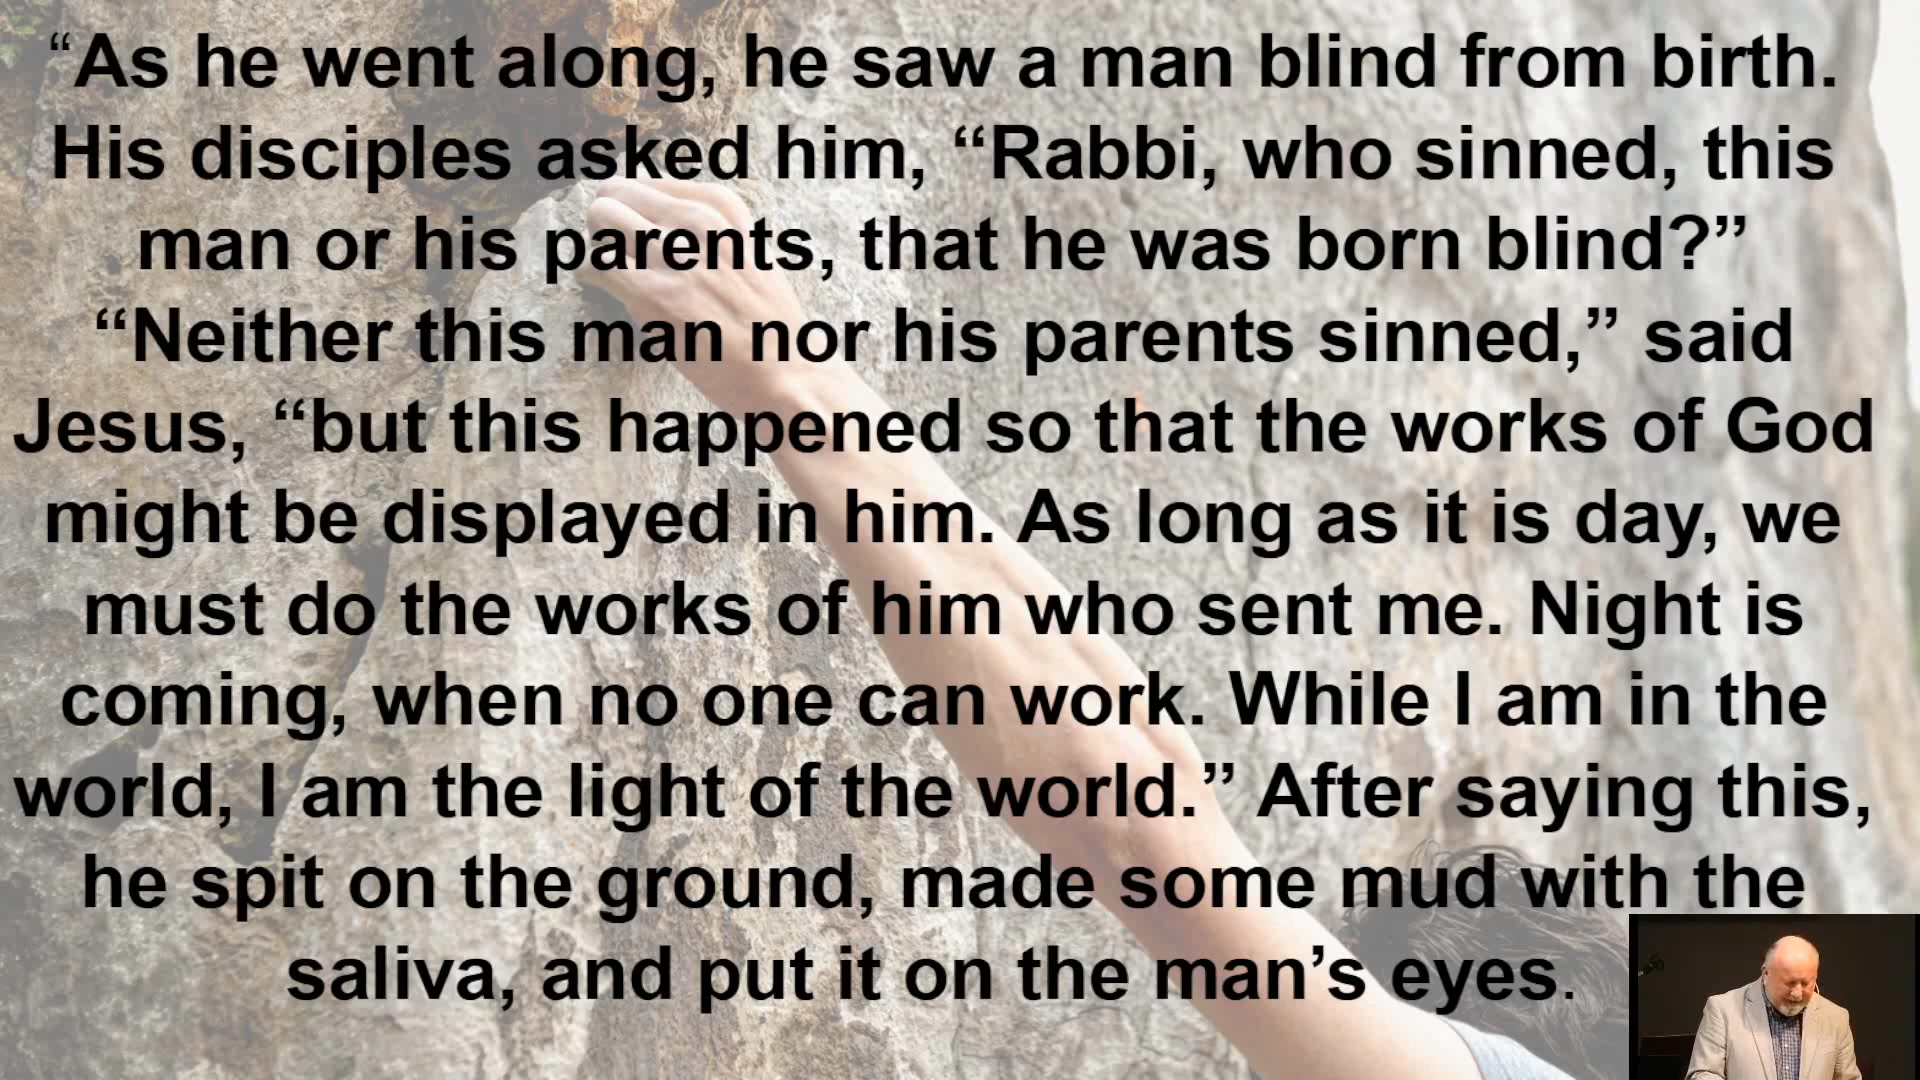 “As he went along, he saw a man blind from birth.
His disciples asked him, “Rabbi, who sinned, this
man or his parents, that he was born blind?”
“Neither this man nor his parents sinned,” said
Jesus, “but this happened so that the works of God
might be displayed in him. As long as it is day, we
must do the works of him who sent me. Night is
coming, when no one can work. While I am in the
world, I am the light of the world.” After saying this,
he spit on the ground, made some mud with the
saliva, and put it on the man’s eyes.